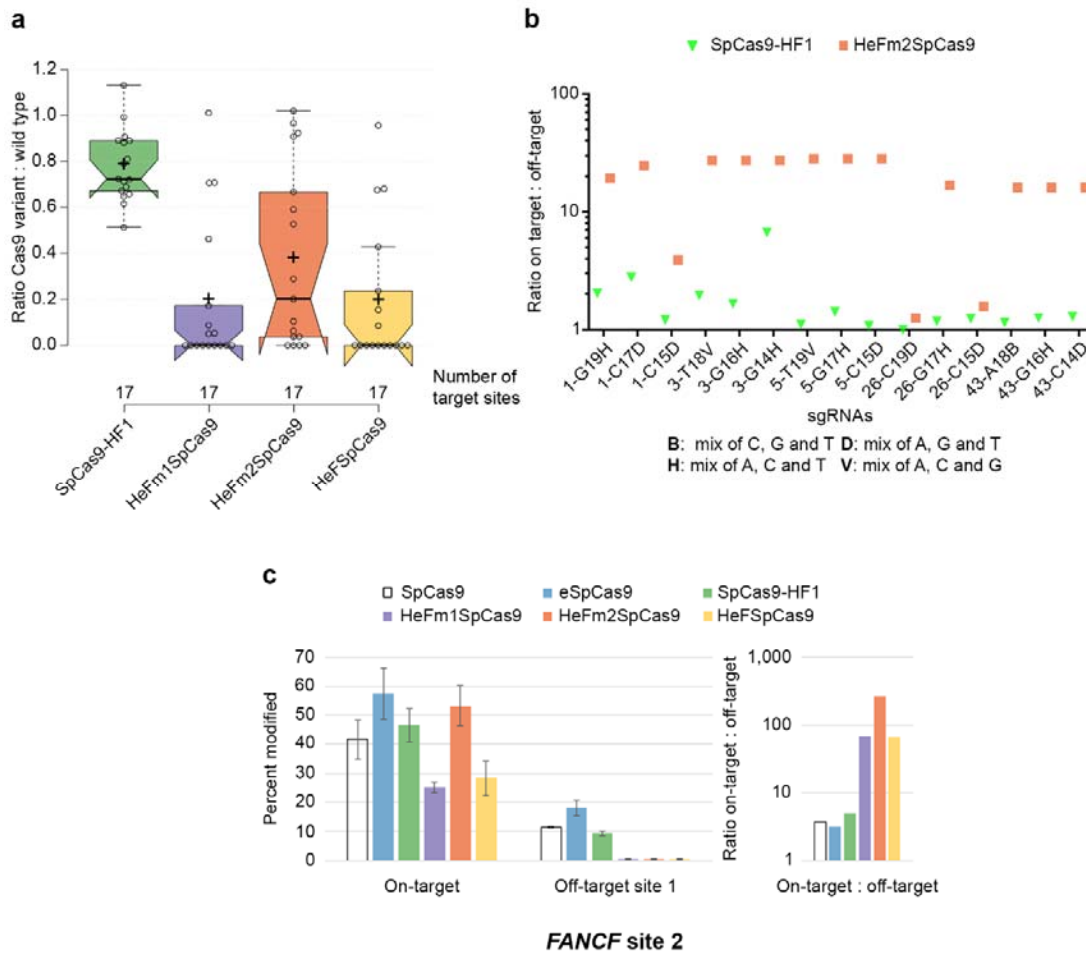 a
Ratio Cas9 variant : wild type
1.2
1.0
0.8
0.6
0.4
0.2
0.0
17 17 17 17
Number of
target sites
SpCas9-HF1
HeFm1SpCas9
HeFm2SpCas9
HeFSpCas9
b
SpCas9-HF1 HeFm2SpCas9
Ratio on target : off-target
100
10
1
1-G19H
1-C17D
1-C15D
3-T18V
3-G16H
3-G14H
5-T19V
5-G17H
5-C15D
26-C19D
26-G17H
26-C15D
43-A18B
43-G16H
43-C14D
sgRNAs
B: mix of C, G and T D: mix of A, G and T
H: mix of A, C and T V: mix of A, C and G
c
SpCas9 eSpCas9 SpCas9-HF1
HeFm1SpCas9 HeFm2SpCas9 HeFSpCas9
Percent modified
70
60
50
40
30
20
10
0
On-target Off-target site 1
Ratio on-target : off-target
1,000
100
10
1
On-target : off-target
FANCF site 2